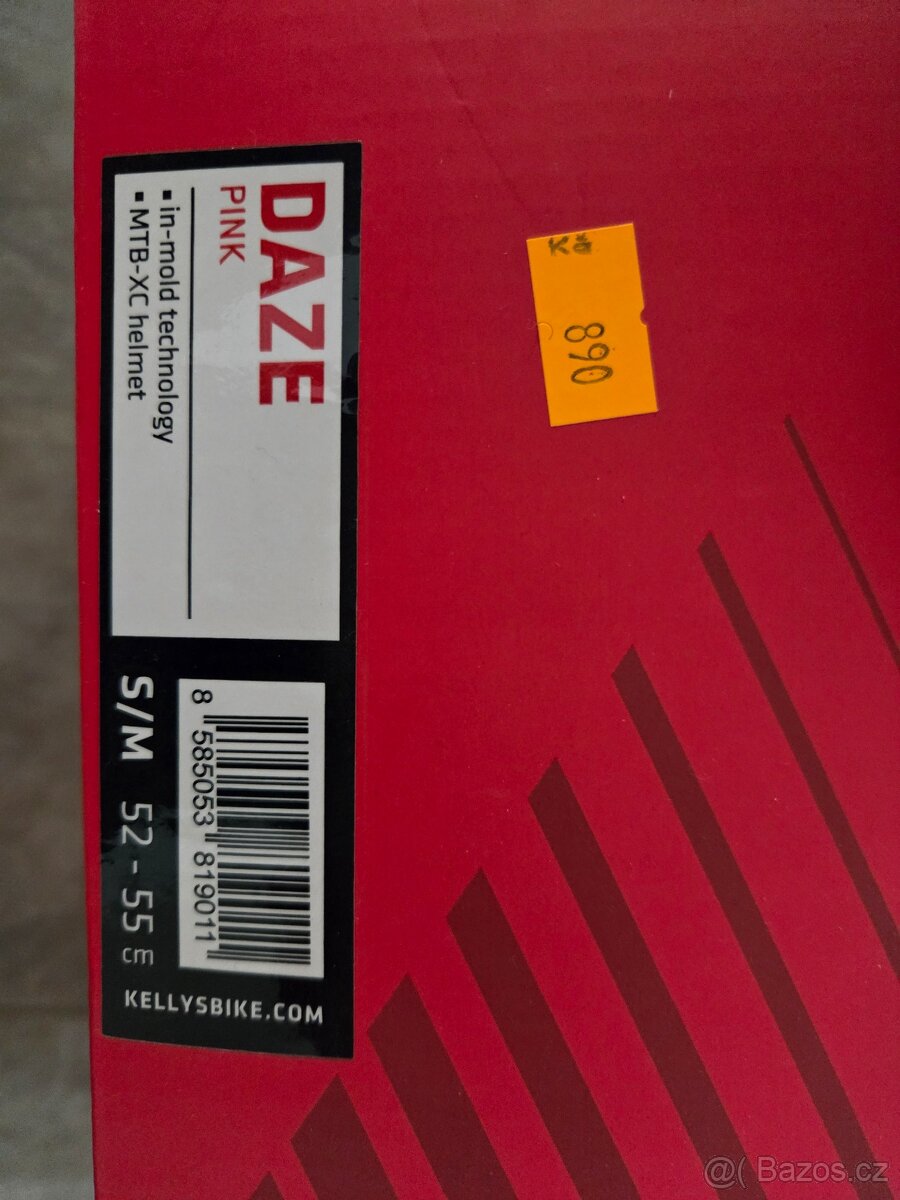 DAZE
PINK
▪ in-mold technology
▪ MTB-XC helmet
S/M 52 - 55 cm
8 585053 819011
KELLYSBIKE.COM
Kč
890
@( Bazos.cz